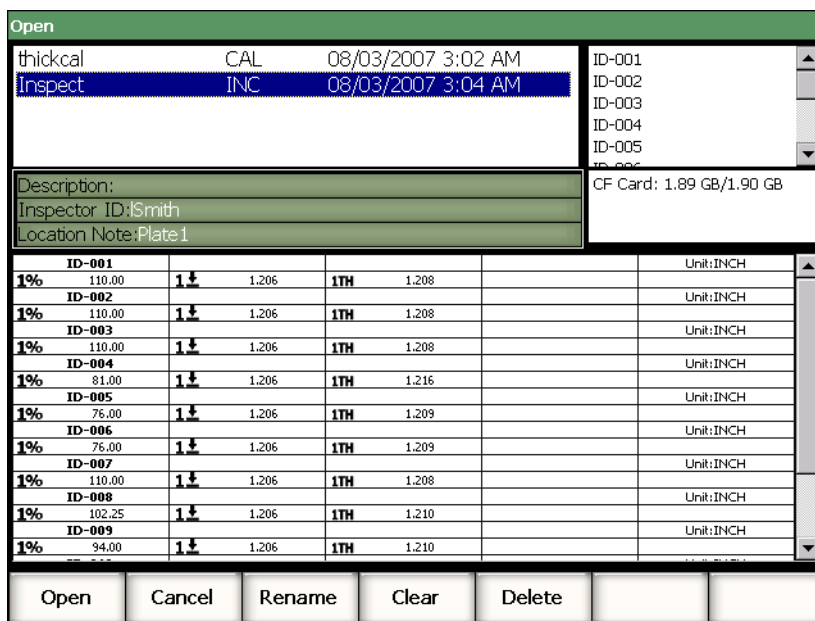 Open
thickcal CAL 08/03/2007 3:02 AM
Inspect INC 08/03/2007 3:04 AM
ID-001
ID-002
ID-003
ID-004
ID-005
Description:
Inspector ID:ISmith
Location Note:Plate1
CF Card: 1.89 GB/1.90 GB
ID-001 Unit:INCH
1% 110.00 1 1.206 1TH 1.208
ID-002 Unit:INCH
1% 110.00 1 1.206 1TH 1.208
ID-003 Unit:INCH
1% 110.00 1 1.206 1TH 1.208
ID-004 Unit:INCH
1% 81.00 1 1.206 1TH 1.216
ID-005 Unit:INCH
1% 76.00 1 1.206 1TH 1.209
ID-006 Unit:INCH
1% 76.00 1 1.206 1TH 1.209
ID-007 Unit:INCH
1% 110.00 1 1.206 1TH 1.208
ID-008 Unit:INCH
1% 102.25 1 1.206 1TH 1.210
ID-009 Unit:INCH
1% 94.00 1 1.206 1TH 1.210
Open Cancel Rename Clear Delete